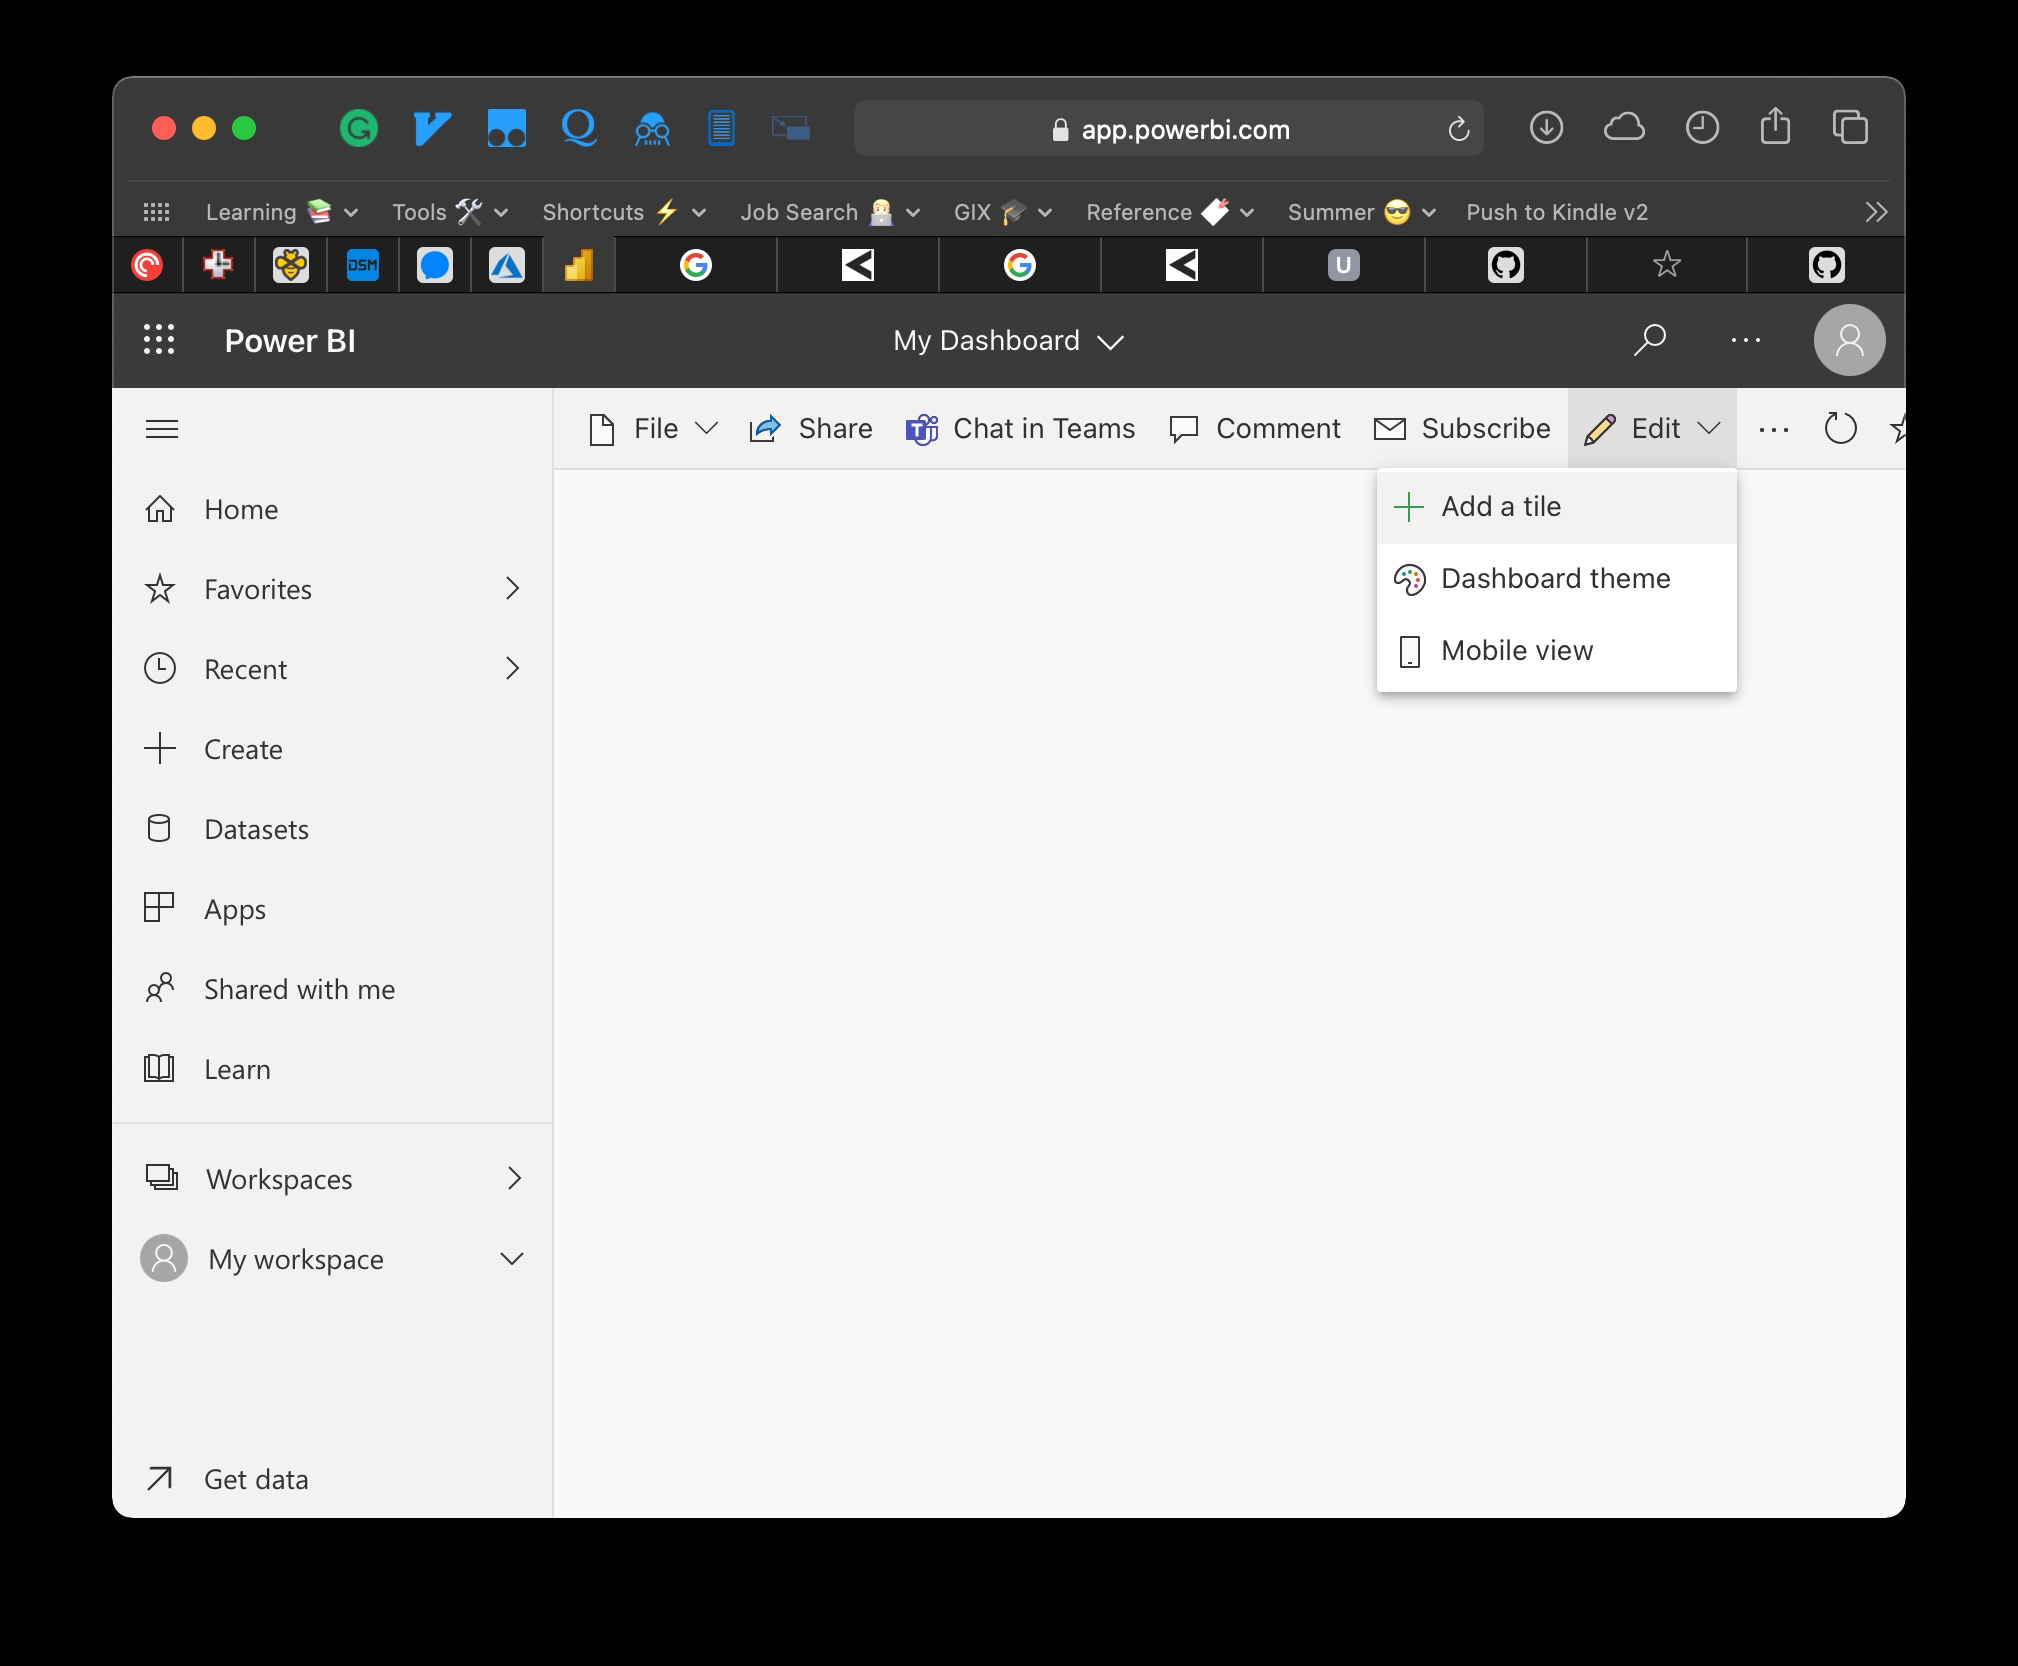 app.powerbi.com
Learning 📚 Tools 🛠 Shortcuts ⚡ Job Search 🧑🏻‍💻 GIX 🎓 Reference 🔖 Summer 😎 Push to Kindle v2
DSM U
Power BI My Dashboard
File Share Chat in Teams Comment Subscribe Edit
Add a tile
Dashboard theme
Mobile view
Home
Favorites
Recent
Create
Datasets
Apps
Shared with me
Learn
Workspaces
My workspace
Get data